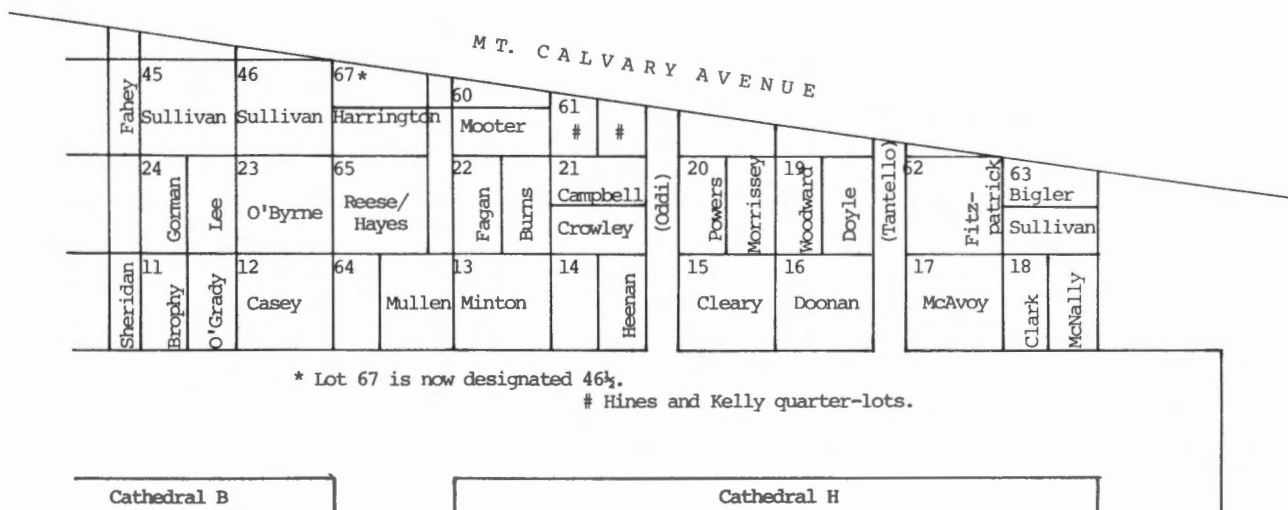 MT. CALVARY AVENUE
Fahey
45
Sullivan
46
Sullivan
67*
Harrington
60
Mooter
61
#
#
24
Gorman
Lee
23
O'Byrne
65
Reese/
Hayes
22
Fagan
Burns
21
Campbell
Crowley
(Oddi)
20
Powers
Morrissey
19
Woodward
Doyle
(Tantello)
62
Fitz-
patrick
63
Bigler
Sullivan
Sheridan
11
Brophy
O'Grady
12
Casey
64
Mullen
13
Minton
14
Heenan
15
Cleary
16
Doonan
17
McAvoy
18
Clark
McNally
* Lot 67 is now designated 46½.
# Hines and Kelly quarter-lots.
Cathedral B
Cathedral H